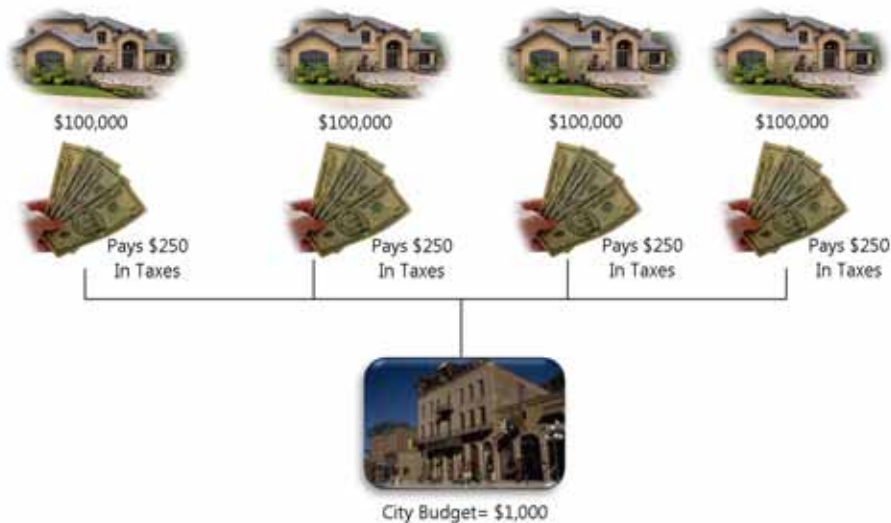 $100,000
$100,000
$100,000
$100,000
Pays $250
In Taxes
Pays $250
In Taxes
Pays $250
In Taxes
Pays $250
In Taxes
City Budget= $1,000